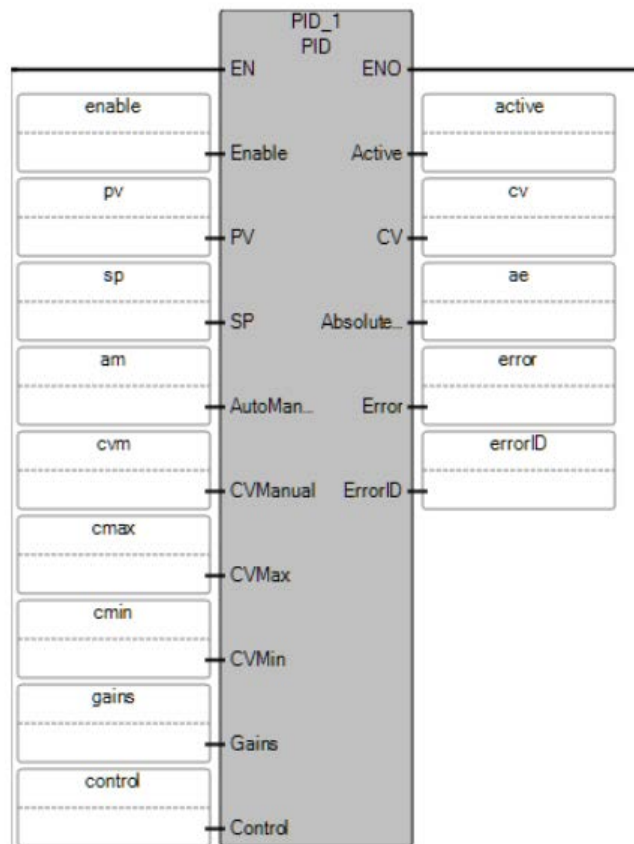 PID_1
PID
EN ENO
enable active
Enable Active
pv cv
PV CV
sp ae
SP Absolute...
am error
AutoMan... Error
cvm errorID
CVManual ErrorID
cmax
CVMax
cmin
CVMin
gains
Gains
control
Control